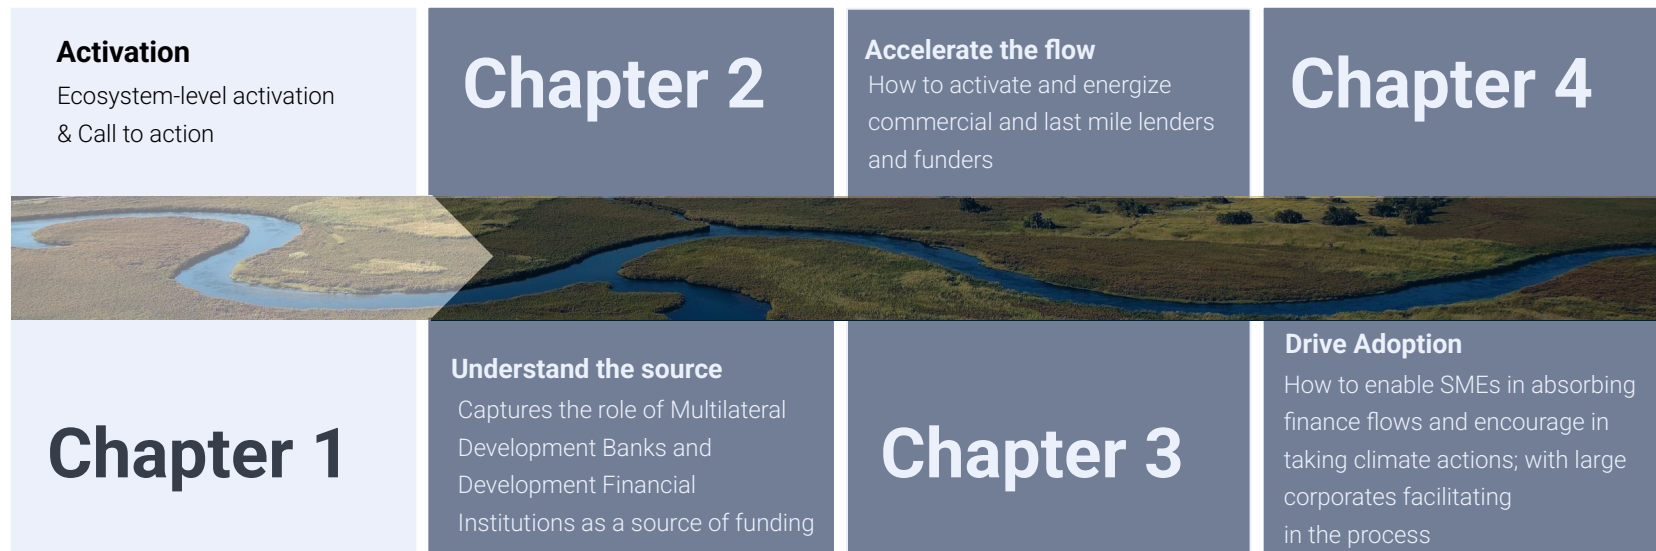 Activation
Ecosystem-level activation
& Call to action
Chapter 1
Chapter 2
Understand the source
Captures the role of Multilateral
Development Banks and
Development Financial
Institutions as a source of funding
Accelerate the flow
How to activate and energize
commercial and last mile lenders
and funders
Chapter 3
Chapter 4
Drive Adoption
How to enable SMEs in absorbing
finance flows and encourage in
taking climate actions; with large
corporates facilitating
in the process